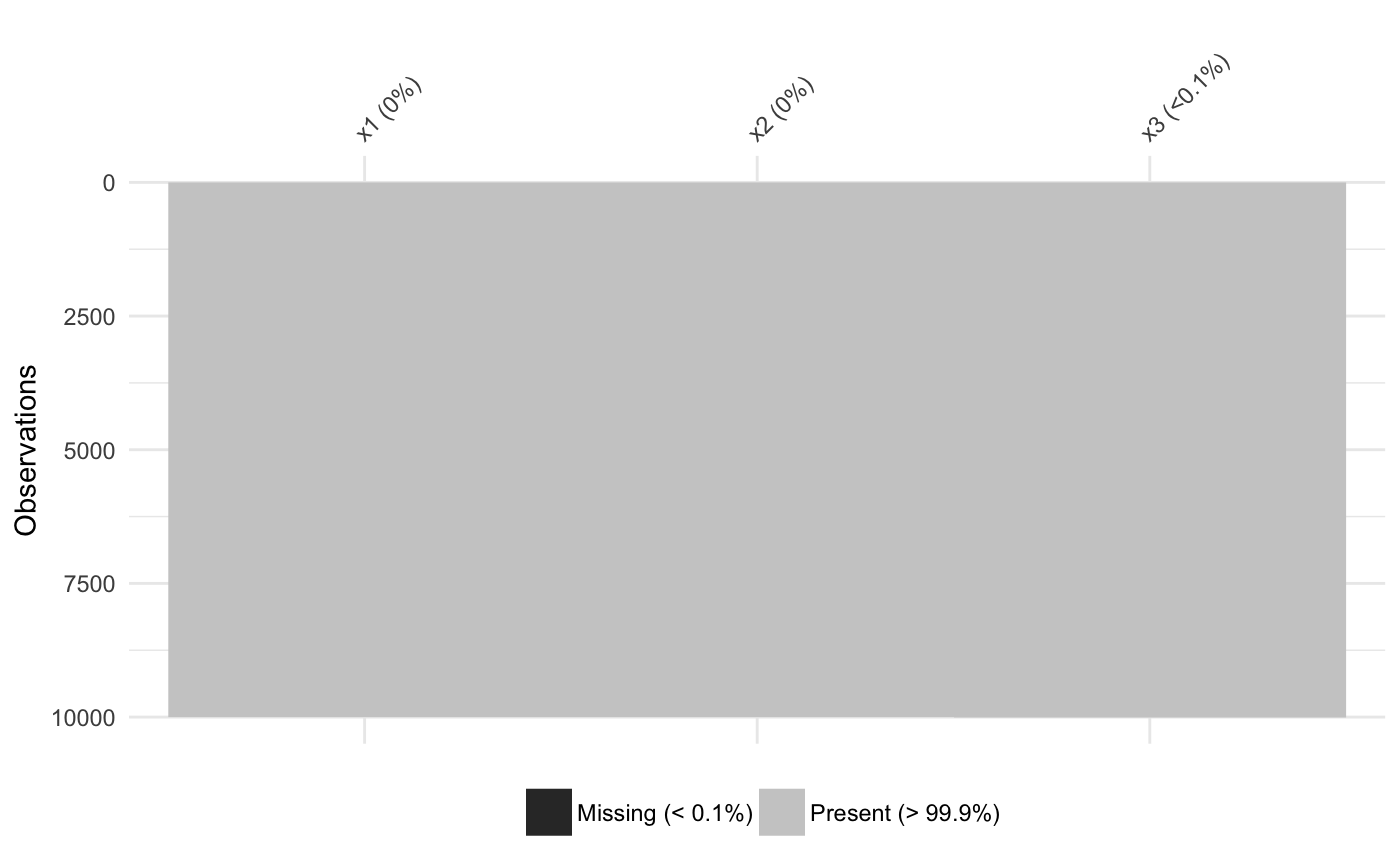 x1 (0%)
x2 (0%)
x3 (<0.1%)
0
2500
5000
7500
10000
Observations
Missing (< 0.1%)
Present (> 99.9%)